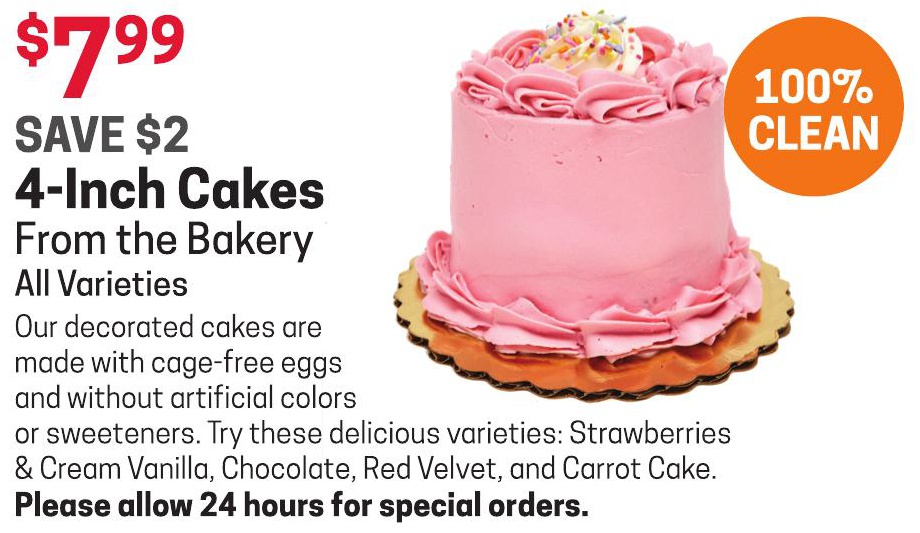 $7.99
SAVE $2
4-Inch Cakes
From the Bakery
All Varieties
Our decorated cakes are
made with cage-free eggs
and without artificial colors
or sweeteners. Try these delicious varieties: Strawberries
& Cream Vanilla, Chocolate, Red Velvet, and Carrot Cake.
Please allow 24 hours for special orders.
100%
CLEAN